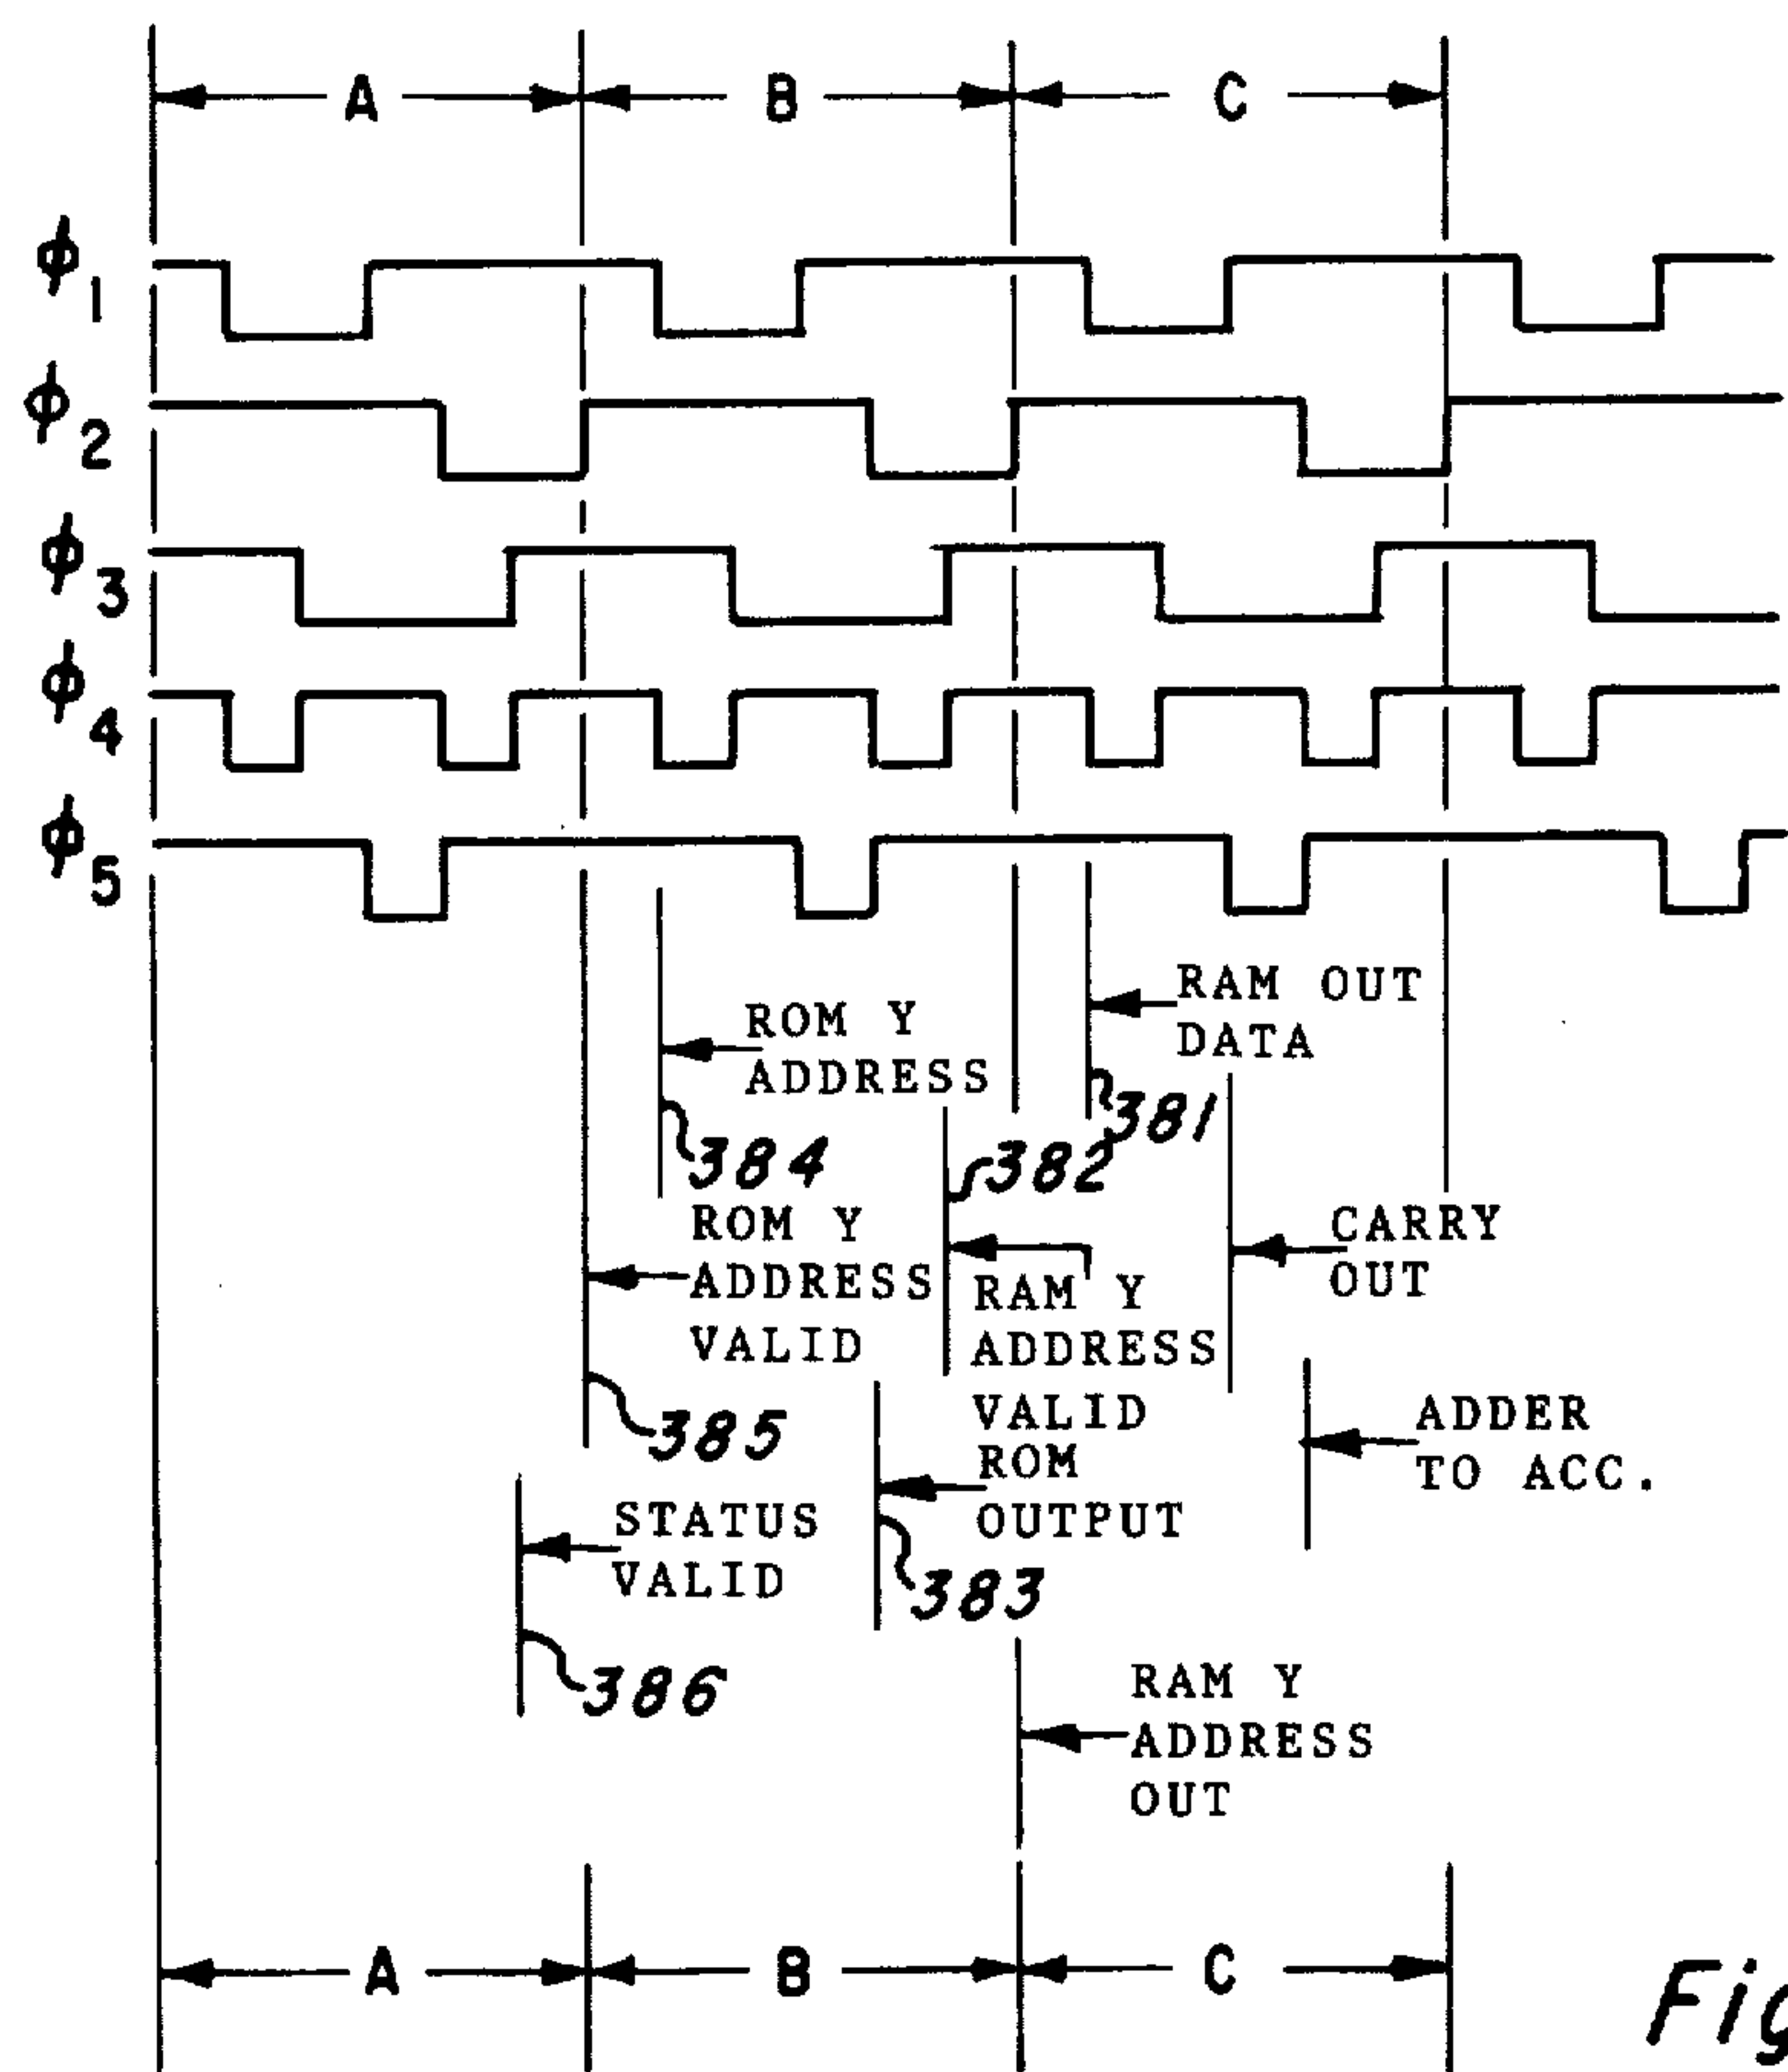 A B C
ϕ1
ϕ2
ϕ3
ϕ4
ϕ5
RAM OUT
DATA
381
ROM Y
ADDRESS
384
382
ROM Y
ADDRESS
VALID
385
RAM Y
ADDRESS
VALID
CARRY
OUT
ROM
OUTPUT
383
ADDER
TO ACC.
STATUS
VALID
386
RAM Y
ADDRESS
OUT
A B C
Fig